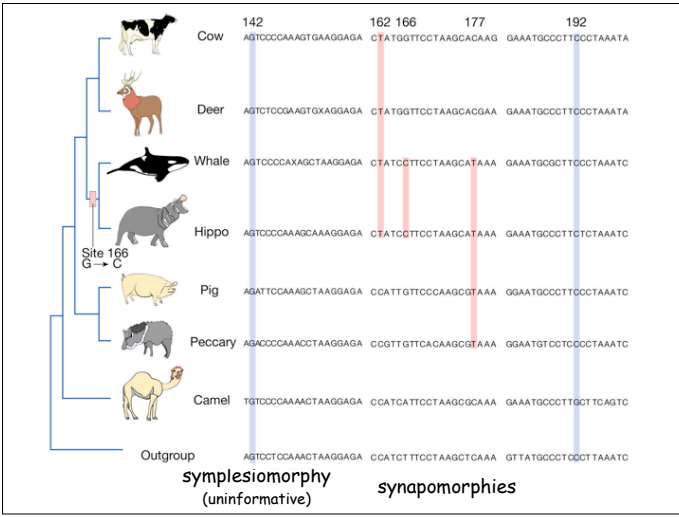 142 162 166 177 192
Cow AGTCCCCAAAGTGAAGGAGA CTATGGTTCCTAAGCACAAG GAAATGCCCTTCCCTAAATA
Deer AGTCTCCGAAGTGXAGGAGA CTATGGTTCCTAAGCACGAA GAAATGCCCTTCCCTAAATA
Whale AGTCCCCAXAGCTAAGGAGA CTATCCTTCCTAAGCATAAA GAAATGCGCTTCCCTAAATC
Hippo AGTCCCCAAAGCAAAGGAGA CTATCCTTCCTAAGCATAAA GAAATGCCCTTCTCTAAATC
Site 166
G → C
Pig AGATTCCAAAGCTAAGGAGA CCATTGTTCCCAAGCGTAAA GGAATGCCCTTCCCTAAATC
Peccary AGACCCCAAACCTAAGGAGA CCGTTGTTCACAAGCGTAAA GGAATGTCCTCCCCTAAATC
Camel TGTCCCCAAAACTAAGGAGA CCATCATTCCTAAGCGCAAA GAAATGCCCTTGCTTCAGTC
Outgroup AGTCCTCCAAACTAAGGAGA CCATCTTTCCTAAGCTCAAA GTTATGCCCTCCCTTAAATC
symplesiomorphy
(uninformative)
synapomorphies